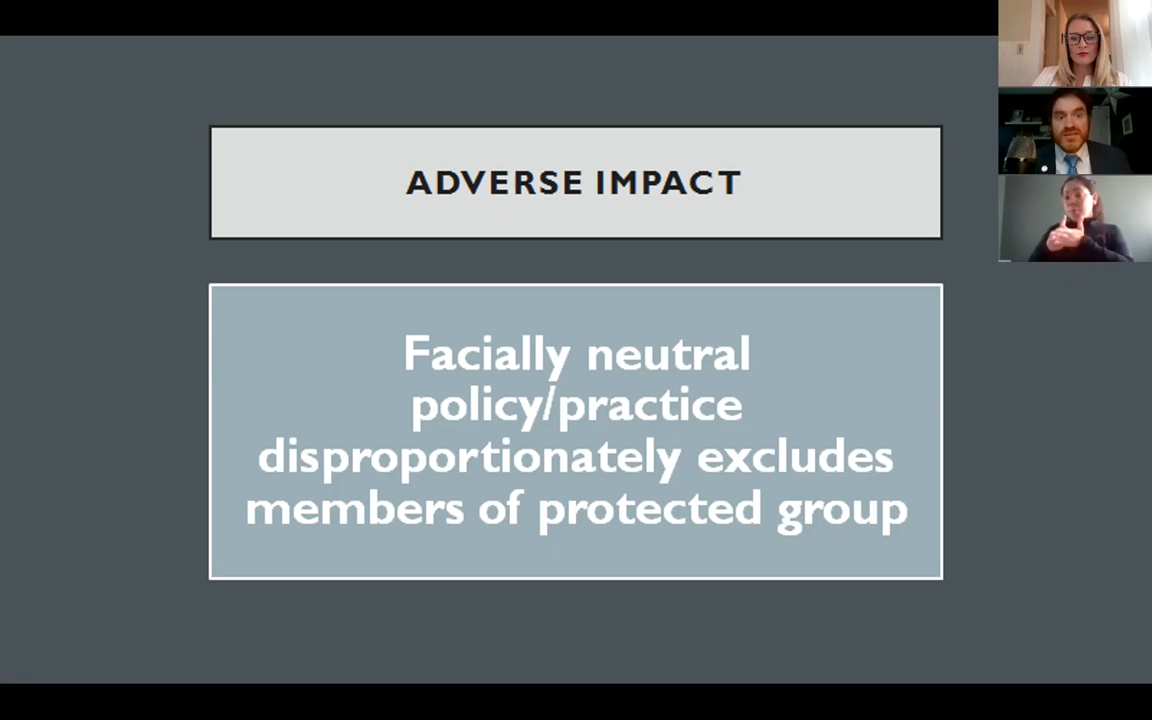 ADVERSE IMPACT
Facially neutral
policy/practice
disproportionately excludes
members of protected group